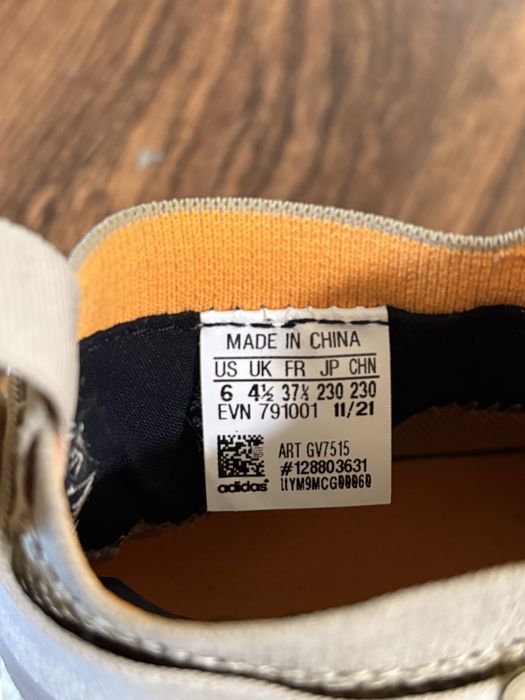 MADE IN CHINA
US UK FR JP CHN
6 4½ 37⅓ 230 230
EVN 791001 11/21
ART GV7515
#128803631
adidas